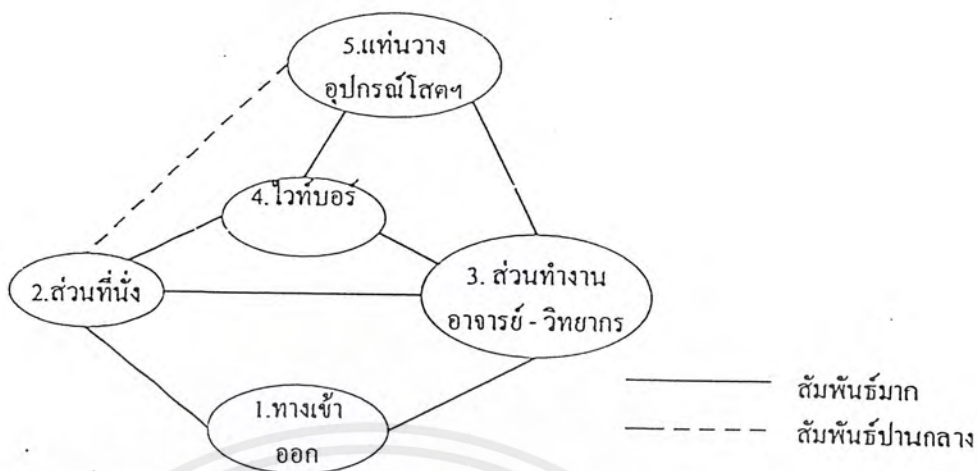 5.แท่นวาง
อุปกรณ์โสตฯ
4.ไวท์บอร์
2.ส่วนที่นั่ง
3. ส่วนทำงาน
อาจารย์ - วิทยากร
1.ทางเข้า
ออก
สัมพันธ์มาก
สัมพันธ์ปานกลาง